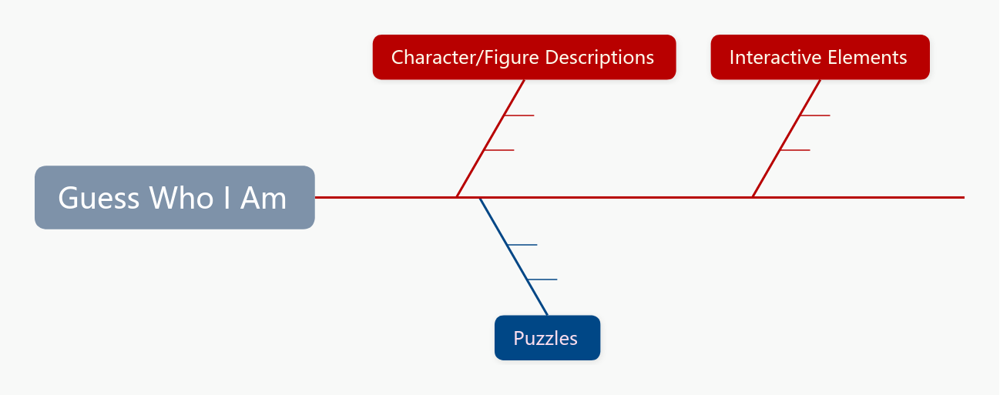 Character/Figure Descriptions
Interactive Elements
Guess Who I Am
Puzzles